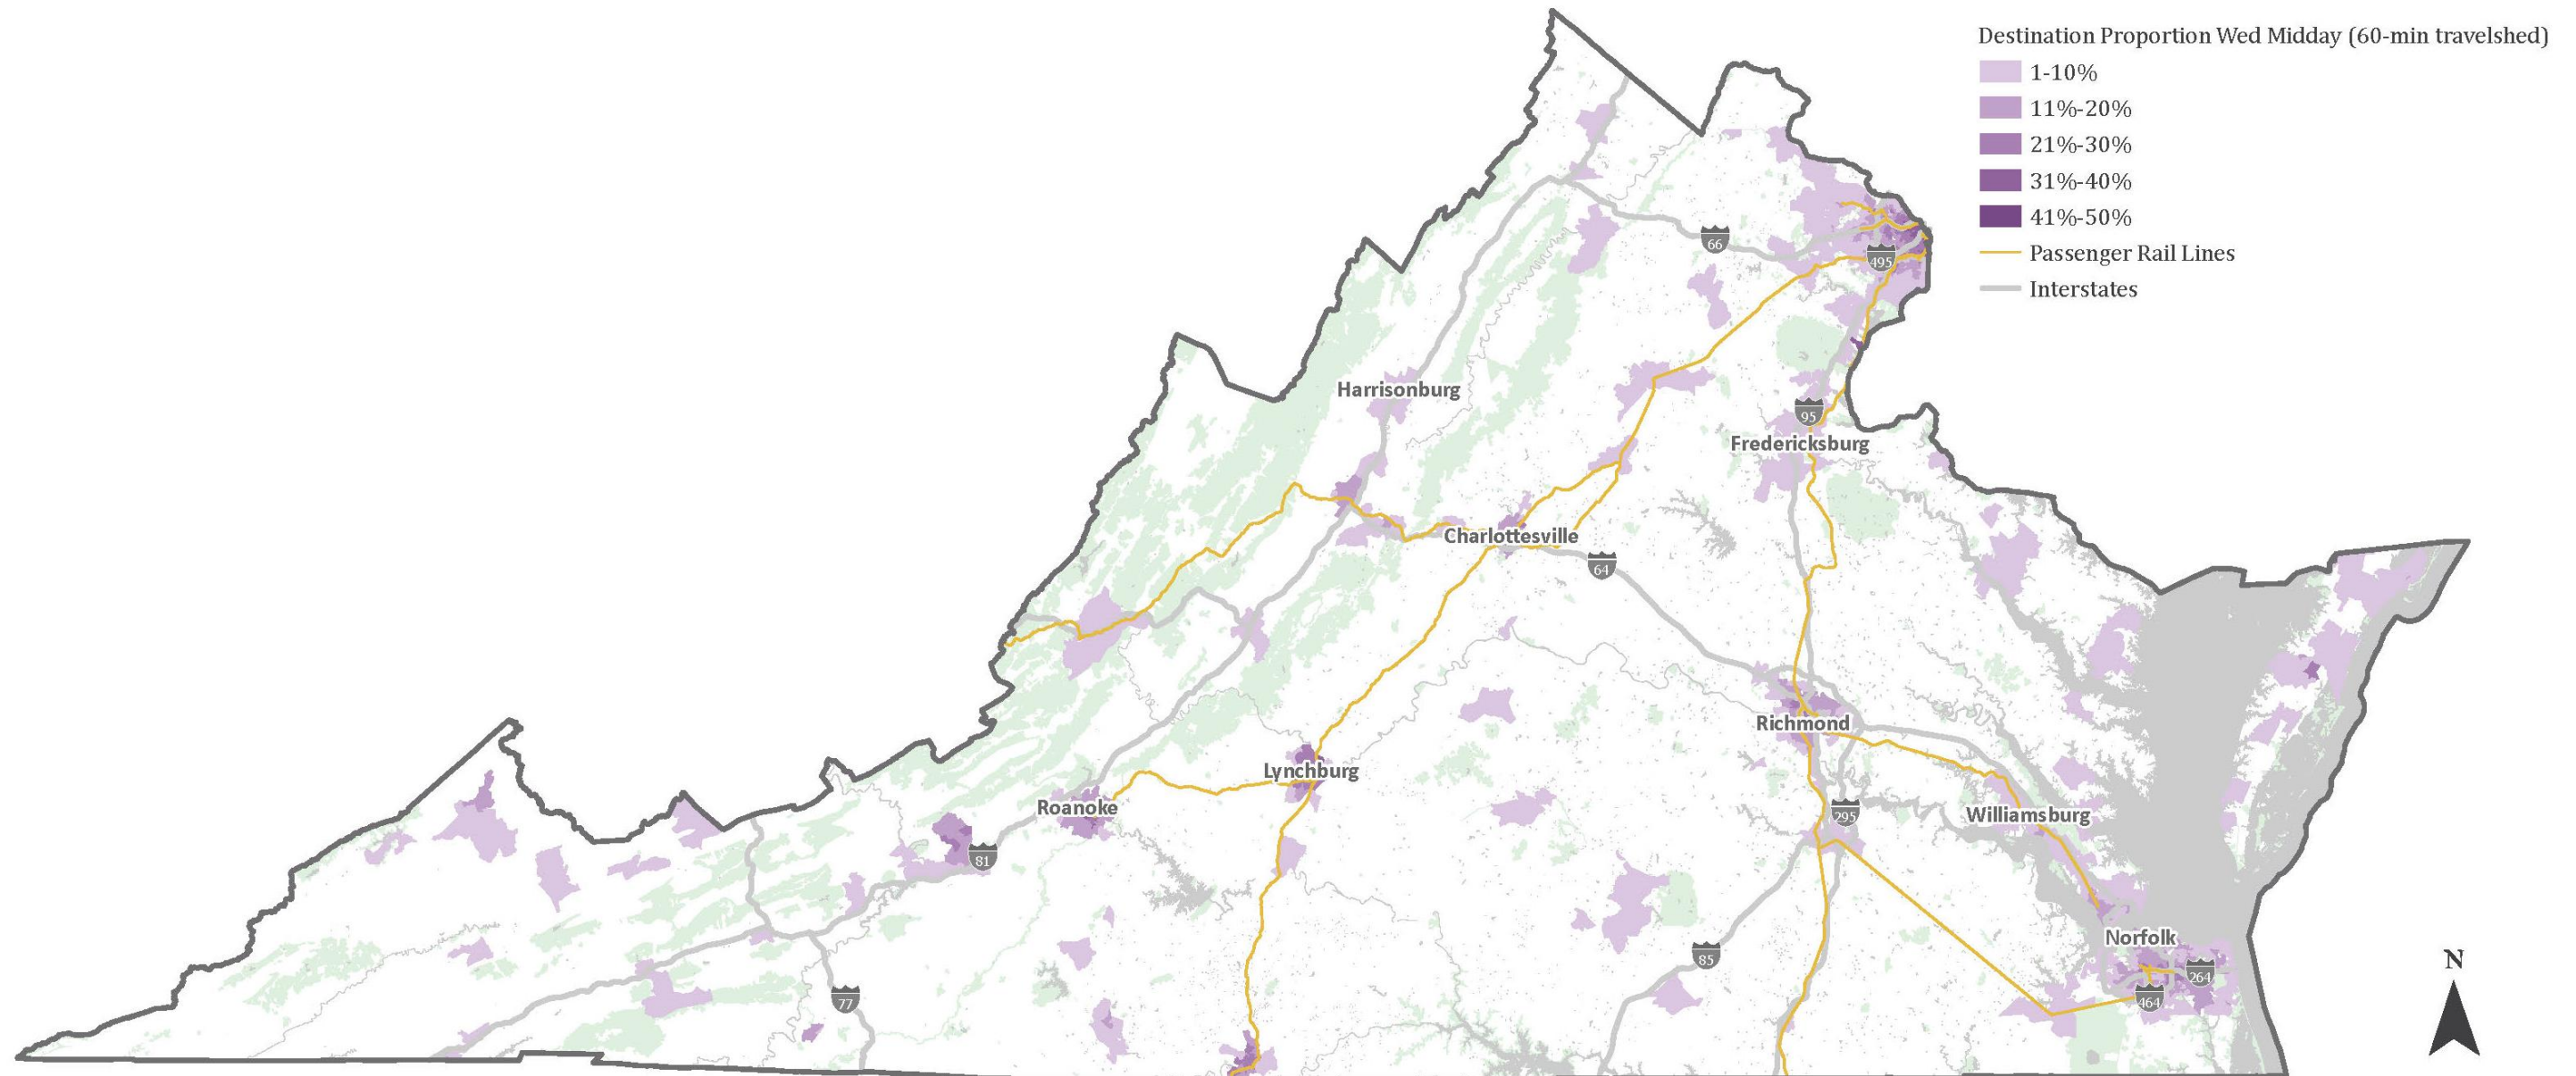 Destination Proportion Wed Midday (60-min travelshed)
1-10%
11%-20%
21%-30%
31%-40%
41%-50%
Passenger Rail Lines
Interstates
66
495
Harrisonburg
95
Fredericksburg
Charlottesville
64
Richmond
Lynchburg
Roanoke
295
Williamsburg
81
Norfolk
85
264
77
464
N